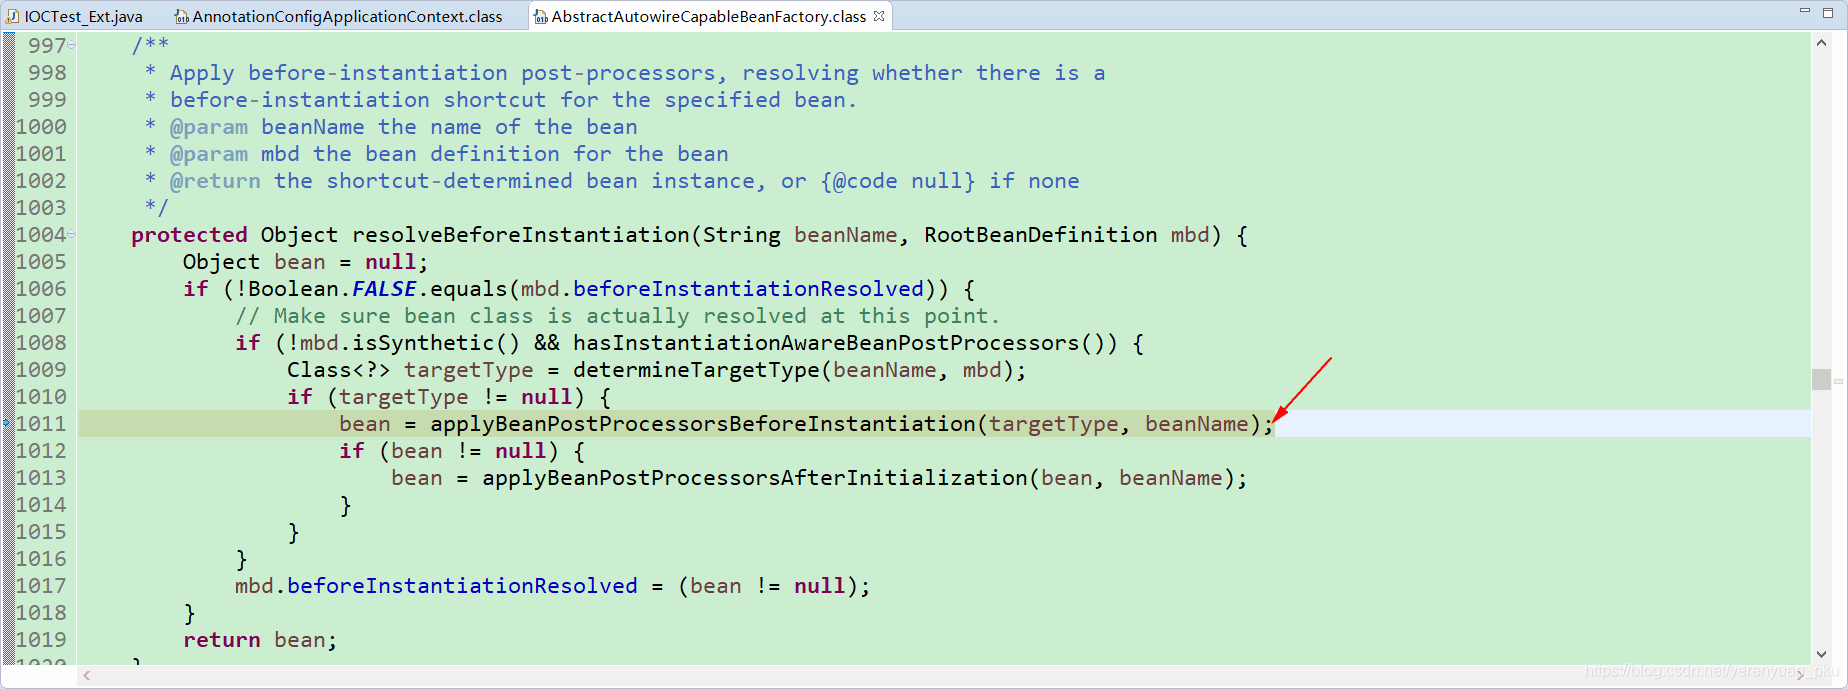 IOCTest_Ext.java AnnotationConfigApplicationContext.class AbstractAutowireCapableBeanFactory.class
997 /**
998 * Apply before-instantiation post-processors, resolving whether there is a
999 * before-instantiation shortcut for the specified bean.
1000 * @param beanName the name of the bean
1001 * @param mbd the bean definition for the bean
1002 * @return the shortcut-determined bean instance, or {@code null} if none
1003 */
1004 protected Object resolveBeforeInstantiation(String beanName, RootBeanDefinition mbd) {
1005 Object bean = null;
1006 if (!Boolean.FALSE.equals(mbd.beforeInstantiationResolved)) {
1007 // Make sure bean class is actually resolved at this point.
1008 if (!mbd.isSynthetic() && hasInstantiationAwareBeanPostProcessors()) {
1009 Class<?> targetType = determineTargetType(beanName, mbd);
1010 if (targetType != null) {
1011 bean = applyBeanPostProcessorsBeforeInstantiation(targetType, beanName);
1012 if (bean != null) {
1013 bean = applyBeanPostProcessorsAfterInitialization(bean, beanName);
1014 }
1015 }
1016 }
1017 mbd.beforeInstantiationResolved = (bean != null);
1018 }
1019 return bean;
1020 }
https://blog.csdn.net/yerenyuan_pku